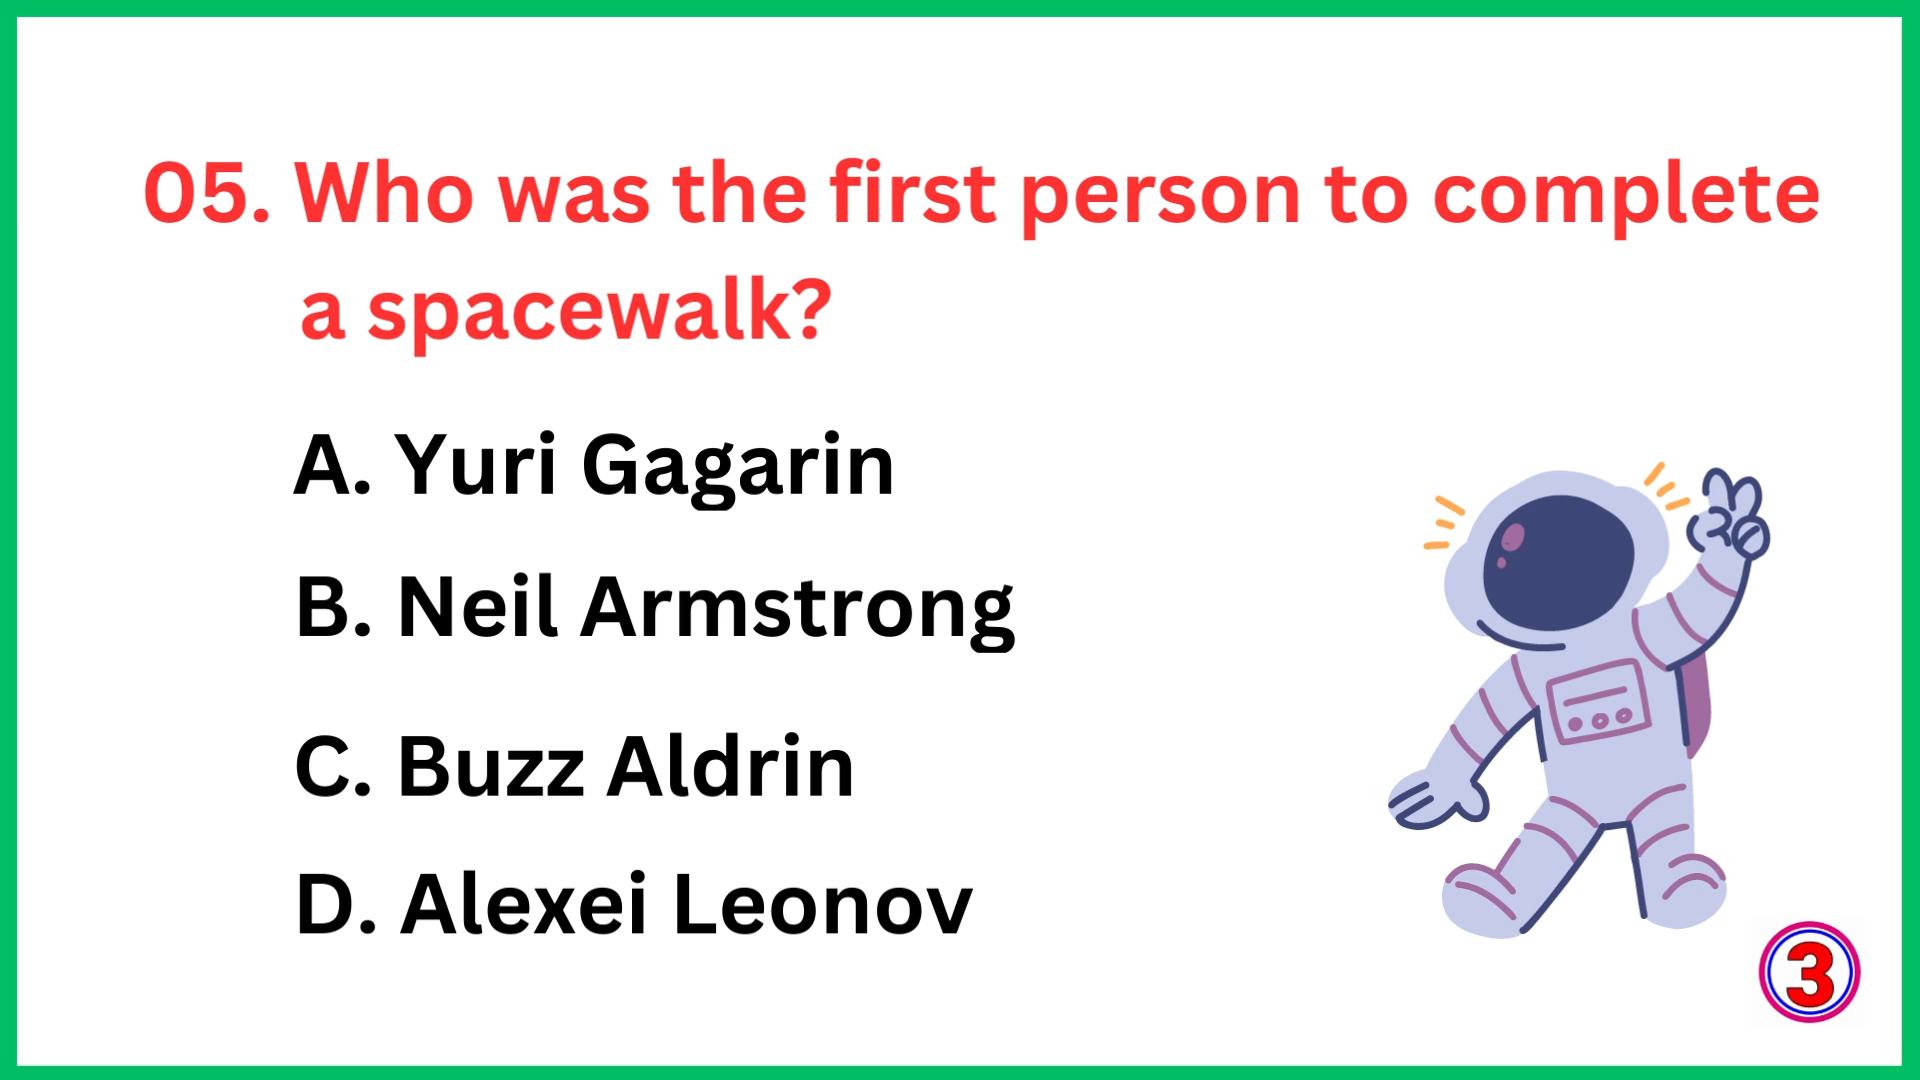 05. Who was the first person to complete
a spacewalk?
A. Yuri Gagarin
B. Neil Armstrong
C. Buzz Aldrin
D. Alexei Leonov
3